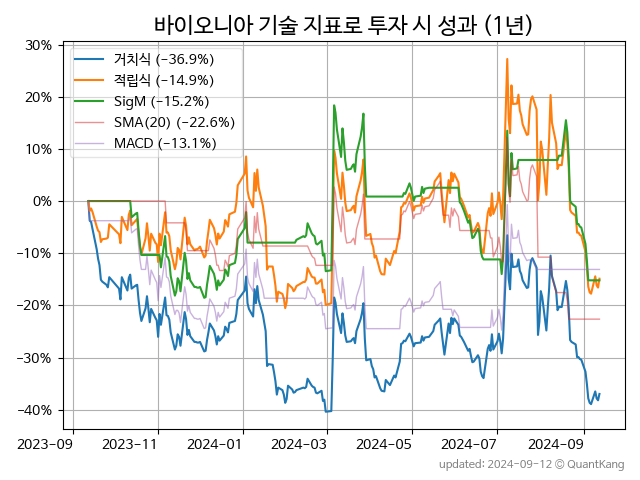 바이오니아 기술 지표로 투자 시 성과 (1년)
30%
20%
10%
0%
−10%
−20%
−30%
−40%
거치식 (−36.9%)
적립식 (−14.9%)
SigM (−15.2%)
SMA(20) (−22.6%)
MACD (−13.1%)
2023-09 2023-11 2024-01 2024-03 2024-05 2024-07 2024-09
updated: 2024-09-12 © QuantKang